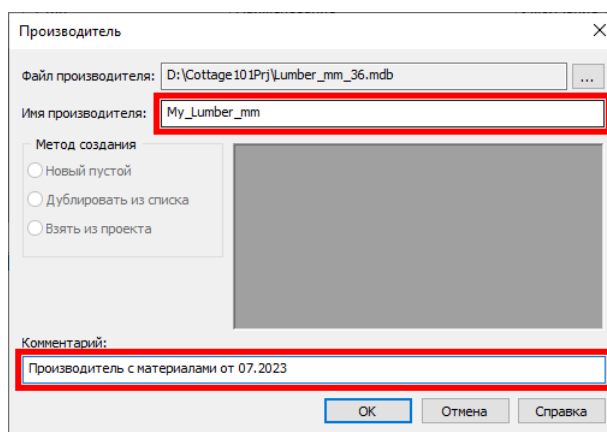 Производитель
Файл производителя: D:\Cottage101Prj\Lumber_mm_36.mdb ...
Имя производителя: My_Lumber_mm
Метод создания
Новый пустой
Дублировать из списка
Взять из проекта
Комментарий:
Производитель с материалами от 07.2023
OK Отмена Справка